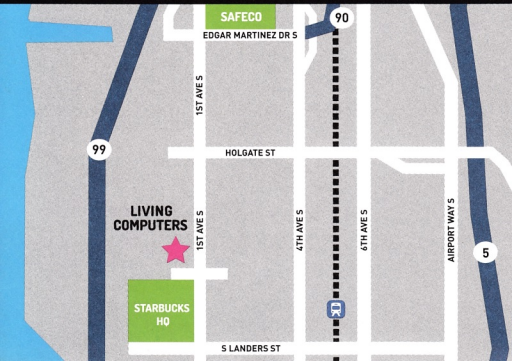 SAFECO
90
EDGAR MARTINEZ DR S
1ST AVE S
99
HOLGATE ST
LIVING
COMPUTERS
1ST AVE S
4TH AVE S
6TH AVE S
AIRPORT WAY S
5
STARBUCKS
HQ
S LANDERS ST